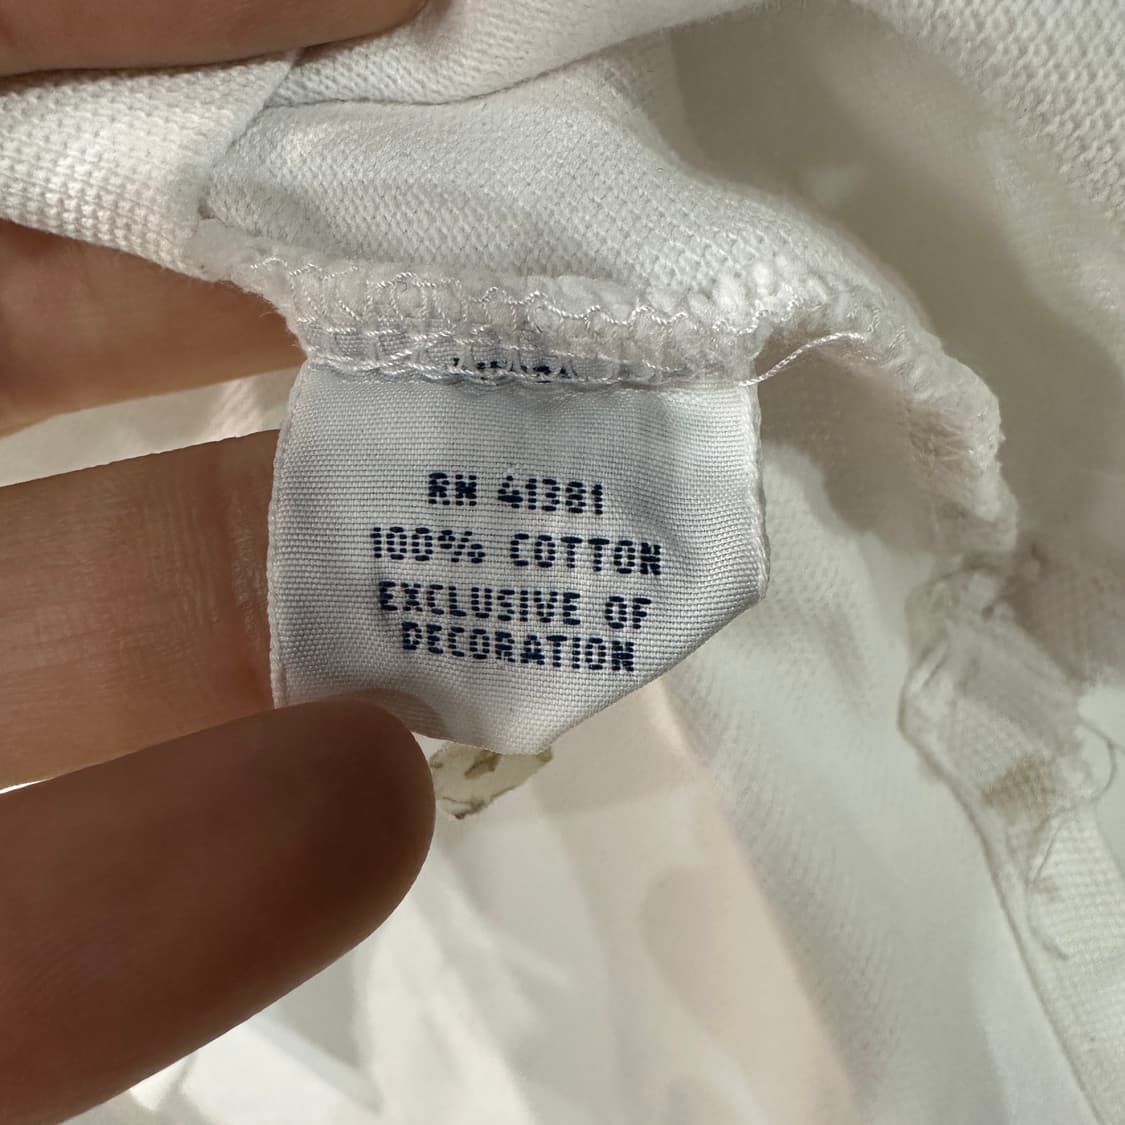 RN 41381
100% COTTON
EXCLUSIVE OF
DECORATION